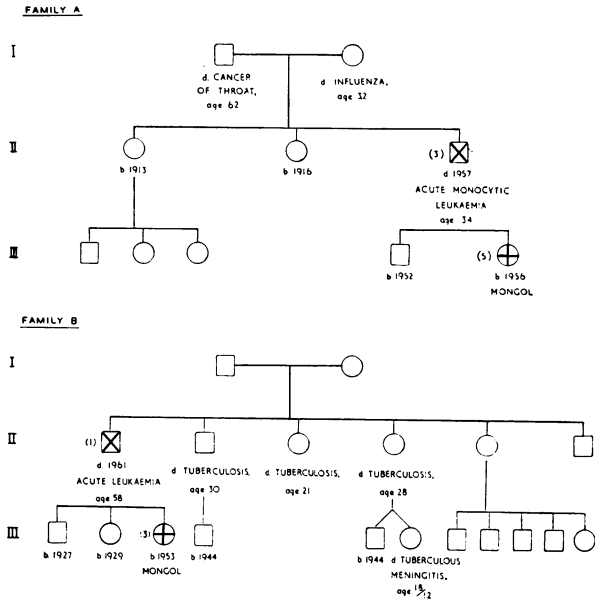 FAMILY A
I
d. CANCER
OF THROAT,
age 62
d INFLUENZA,
age 32
II
(3)
b 1913
b 1916
d 1957
ACUTE MONOCYTIC
LEUKAEMIA
age 34
III
(5)
b 1952
b 1956
MONGOL
FAMILY B
I
II
(1)
d 1961
ACUTE LEUKAEMIA
age 58
d TUBERCULOSIS,
age 30
d TUBERCULOSIS,
age 21
d TUBERCULOSIS,
age 28
III
(3)
b 1927
b 1929
b 1953
MONGOL
b 1944
b 1944
d TUBERCULOUS
MENINGITIS,
age 18/12